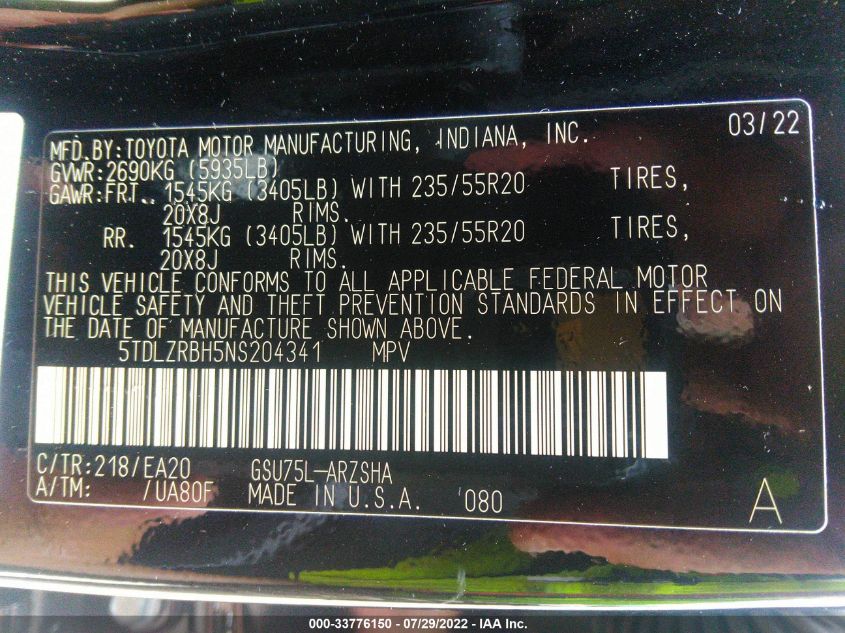 MFD.BY:TOYOTA MOTOR MANUFACTURING, INDIANA, INC. 03/22
GVWR:2690KG (5935LB)
GAWR:FRT. 1545KG (3405LB) WITH 235/55R20 TIRES,
20X8J RIMS.
RR. 1545KG (3405LB) WITH 235/55R20 TIRES,
20X8J RIMS.
THIS VEHICLE CONFORMS TO ALL APPLICABLE FEDERAL MOTOR
VEHICLE SAFETY AND THEFT PREVENTION STANDARDS IN EFFECT ON
THE DATE OF MANUFACTURE SHOWN ABOVE.
5TDLZRBH5NS204341 MPV
C/TR:218/EA20 GSU75L-ARZSHA
A/TM: /UA80F MADE IN U.S.A. '080 A
000-33776150 - 07/29/2022 - IAA Inc.